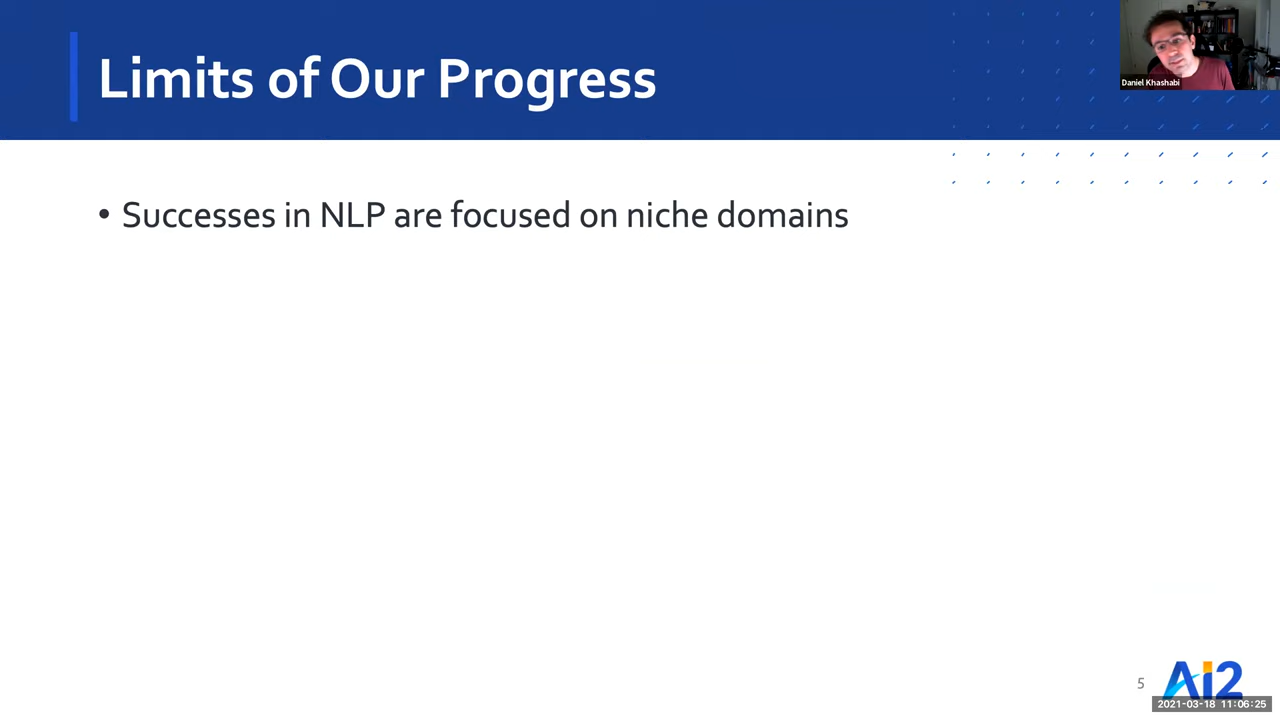 Limits of Our Progress
Daniel Khashabi
• Successes in NLP are focused on niche domains
5
Ai2
2021-03-18 11:06:25